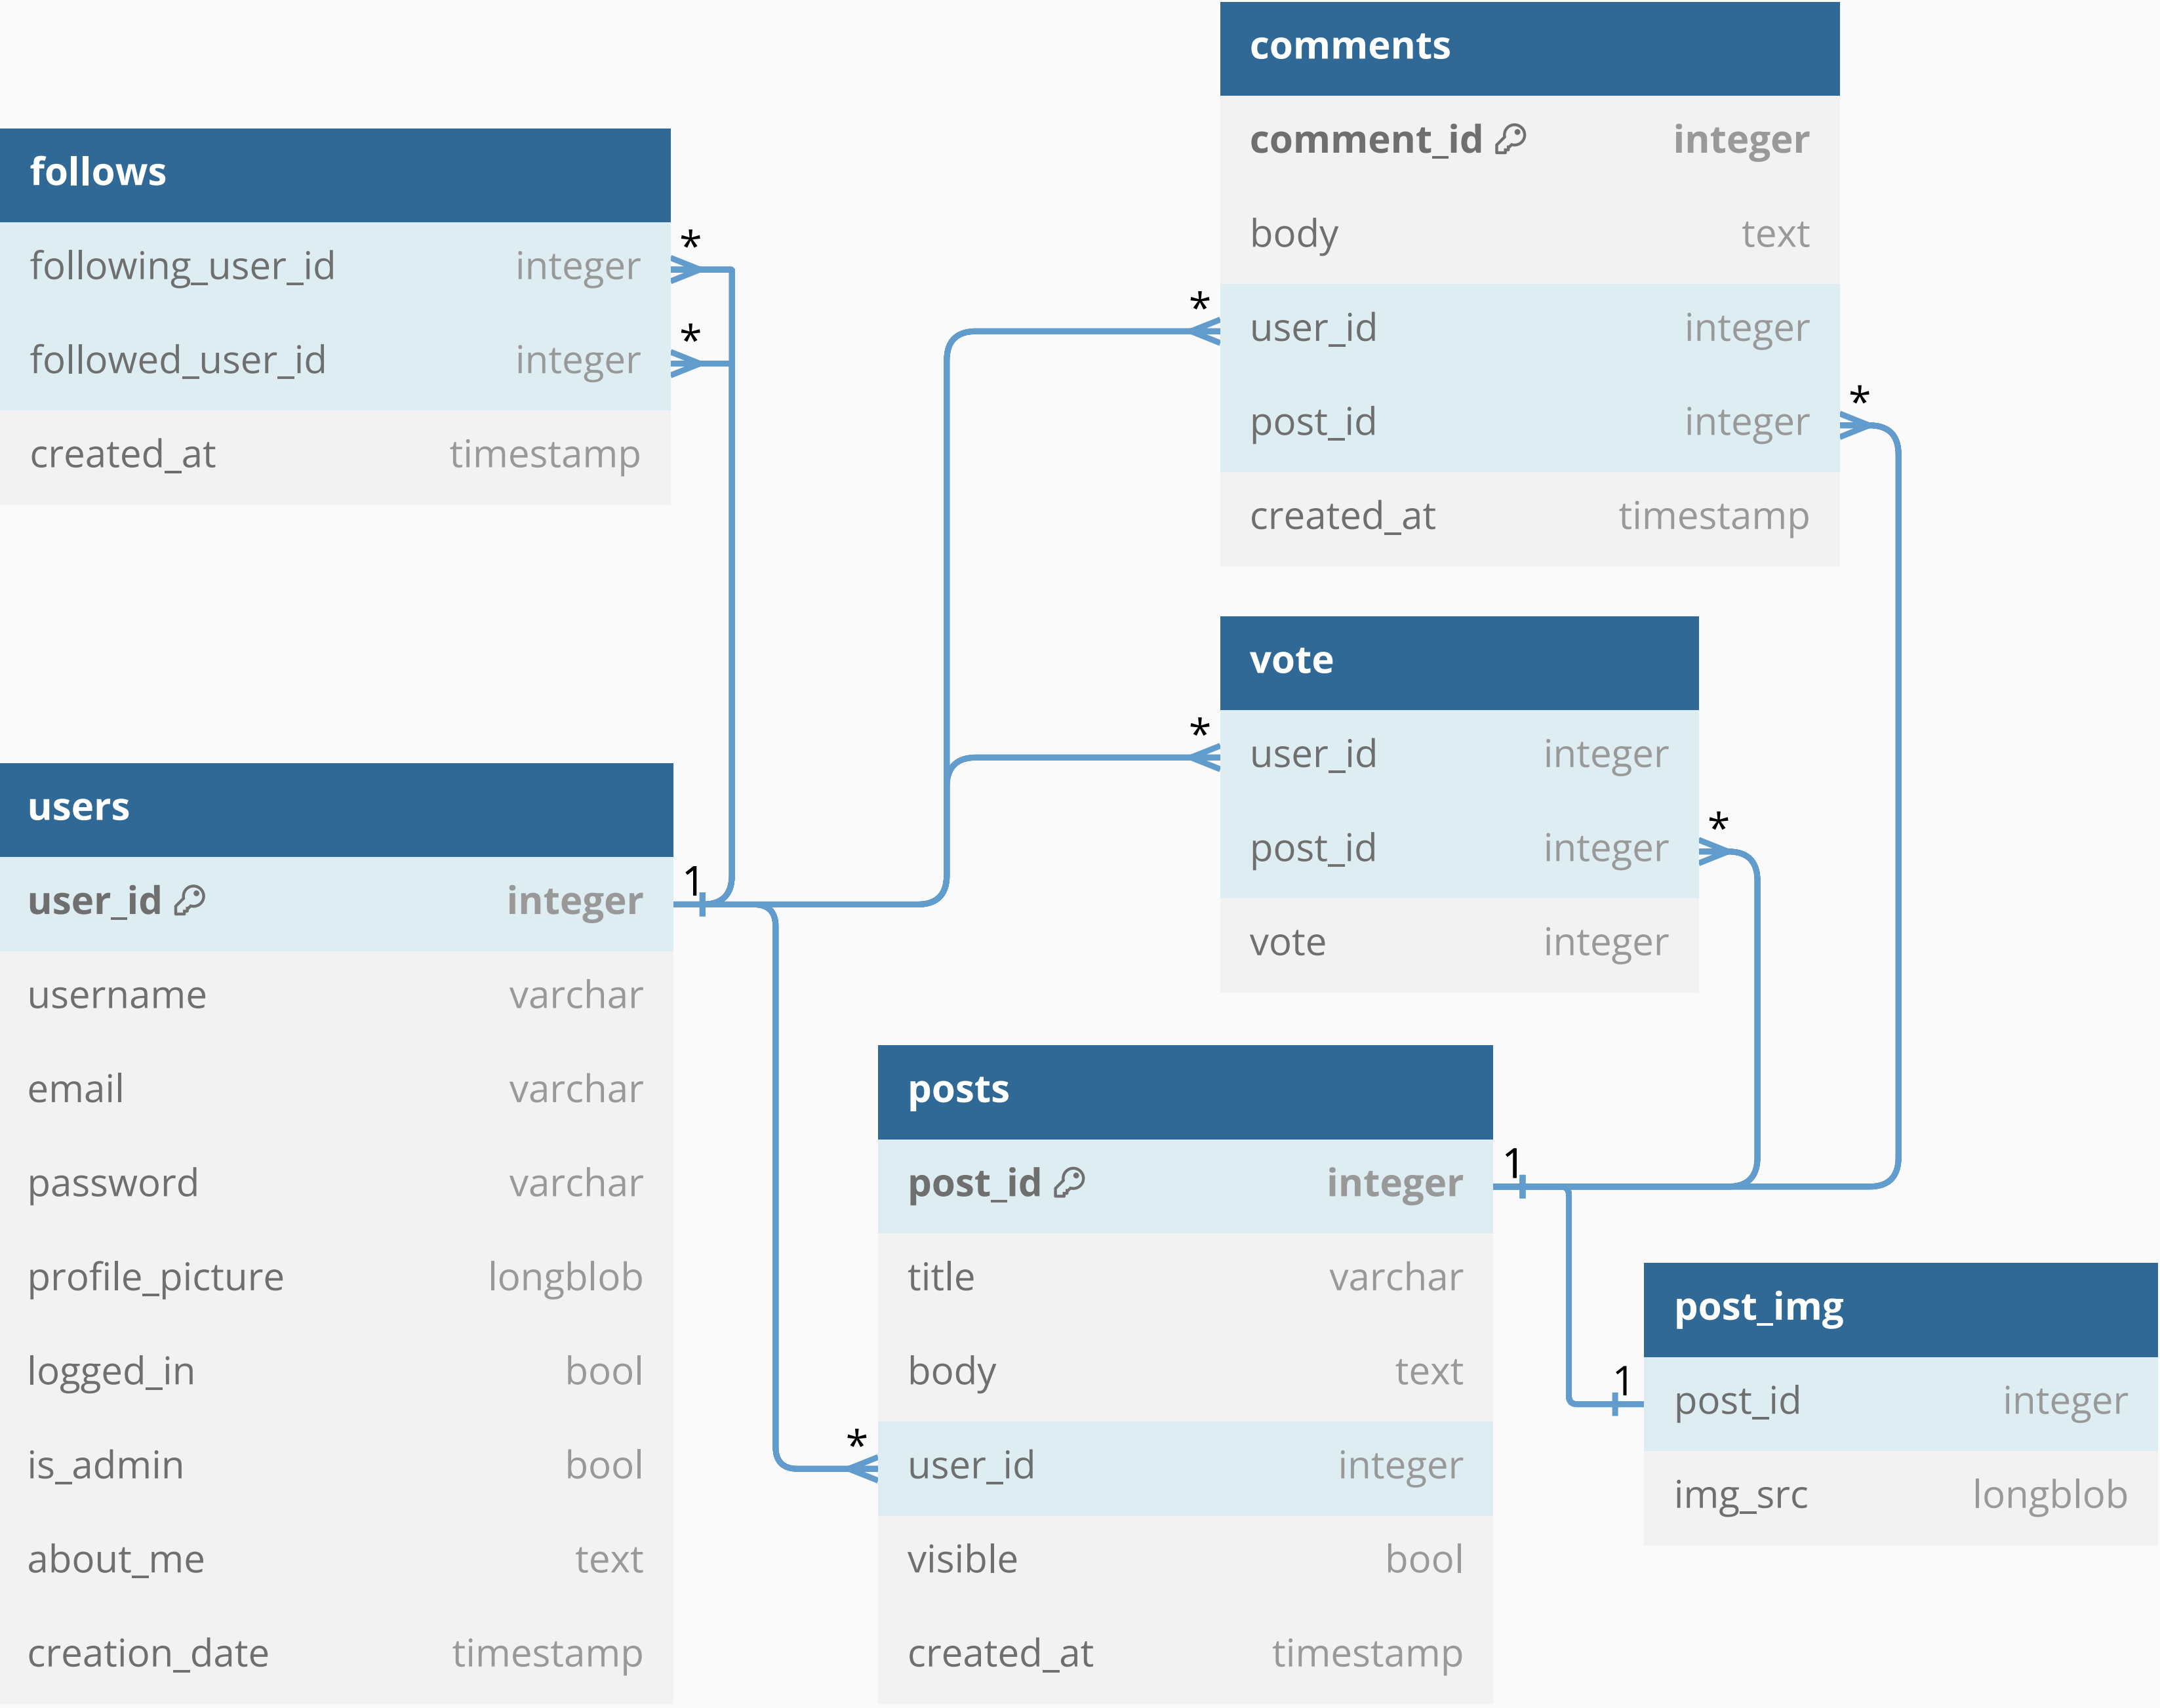 follows
following_user_id integer *
followed_user_id integer *
created_at timestamp
users
user_id integer 1
username varchar
email varchar
password varchar
profile_picture longblob
logged_in bool
is_admin bool
about_me text
creation_date timestamp
comments
comment_id integer
body text
* user_id integer
post_id integer *
created_at timestamp
vote
* user_id integer
post_id integer *
vote integer
posts
post_id integer 1
title varchar
body text
* user_id integer
visible bool
created_at timestamp
post_img
1 post_id integer
img_src longblob